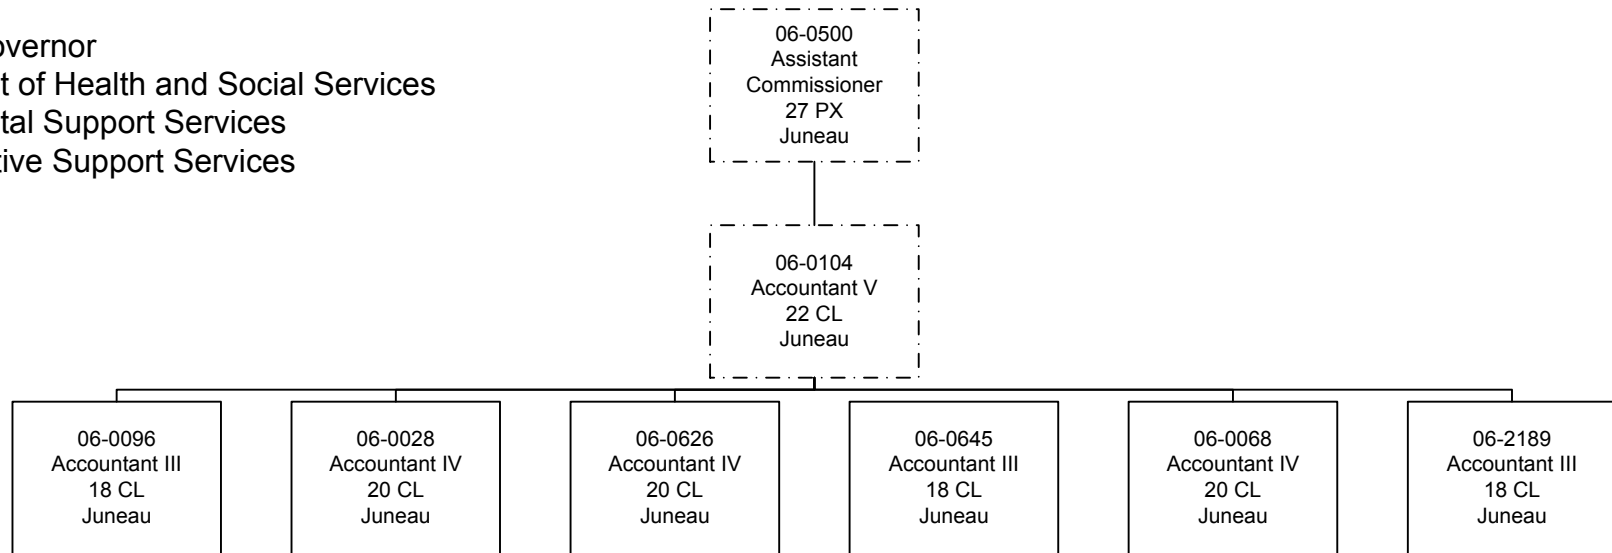 overnor
t of Health and Social Services
tal Support Services
tive Support Services
06-0500
Assistant
Commissioner
27 PX
Juneau
06-0104
Accountant V
22 CL
Juneau
06-0096
Accountant III
18 CL
Juneau
06-0028
Accountant IV
20 CL
Juneau
06-0626
Accountant IV
20 CL
Juneau
06-0645
Accountant III
18 CL
Juneau
06-0068
Accountant IV
20 CL
Juneau
06-2189
Accountant III
18 CL
Juneau